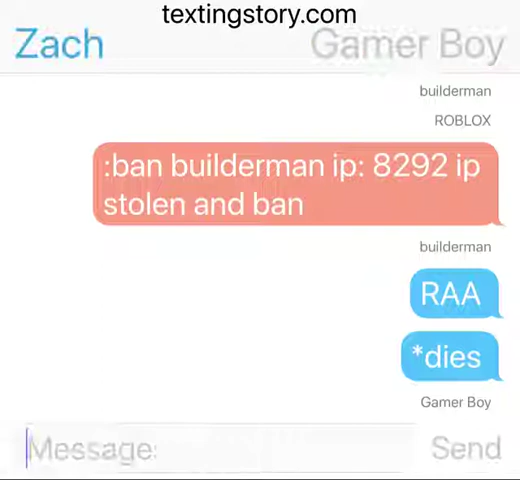 textingstory.com
Zach Gamer Boy
builderman
ROBLOX
:ban builderman ip: 8292 ip
stolen and ban
builderman
RAA
*dies
Gamer Boy
Message: Send